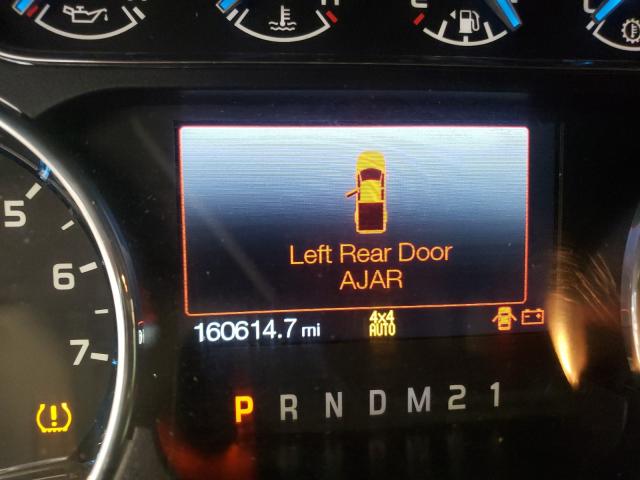 5
6
7
Left Rear Door
AJAR
160614.7 mi
4x4
AUTO
P R N D M 2 1